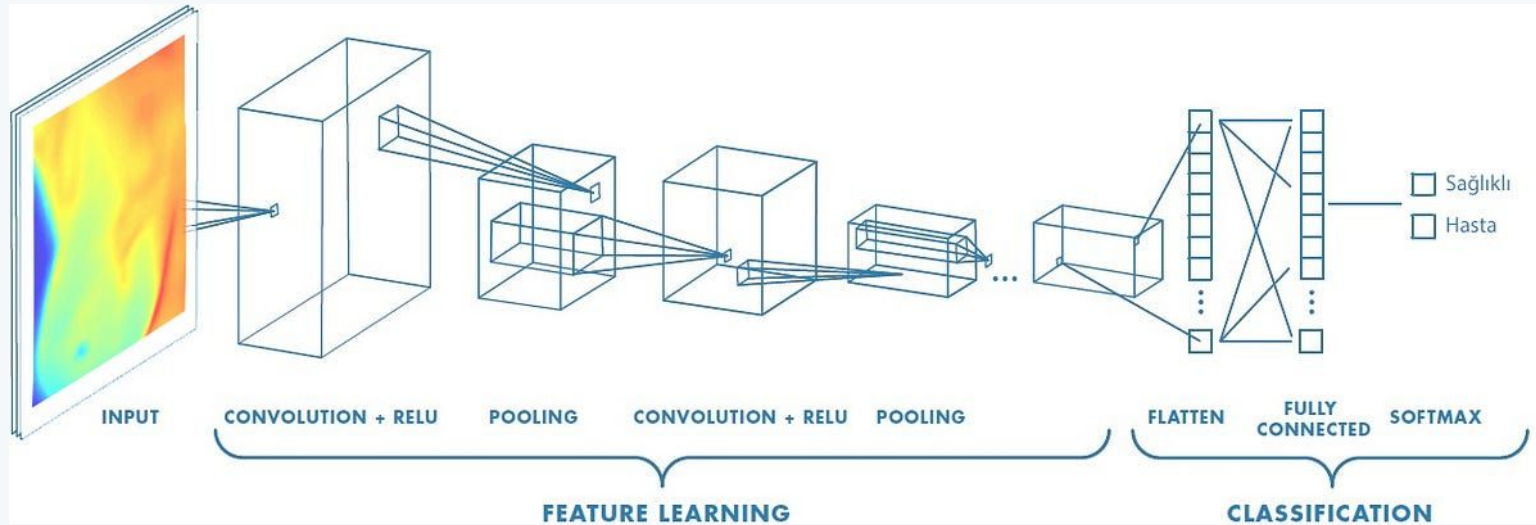 Sağlıklı
Hasta
INPUT
CONVOLUTION + RELU
POOLING
CONVOLUTION + RELU
POOLING
FLATTEN
FULLY
CONNECTED
SOFTMAX
FEATURE LEARNING
CLASSIFICATION